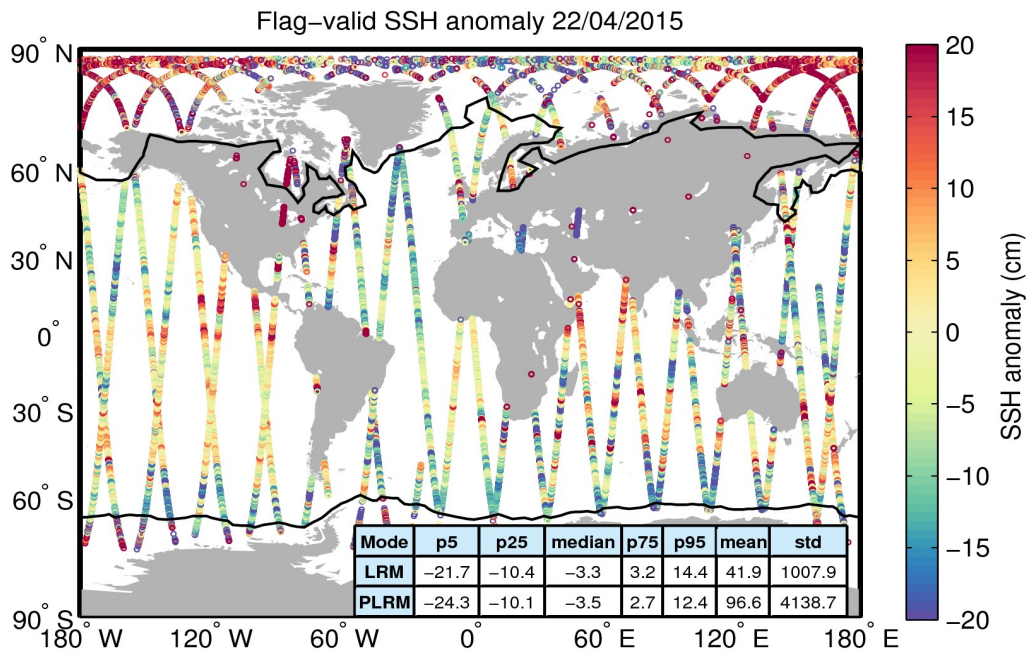 Flag−valid SSH anomaly 22/04/2015
90° N
60° N
30° N
0°
30° S
60° S
90° S
180° W 120° W 60° W 0° 60° E 120° E 180° E
Mode p5 p25 median p75 p95 mean std
LRM −21.7 −10.4 −3.3 3.2 14.4 41.9 1007.9
PLRM −24.3 −10.1 −3.5 2.7 12.4 96.6 4138.7
20
15
10
5
0
−5
−10
−15
−20
SSH anomaly (cm)